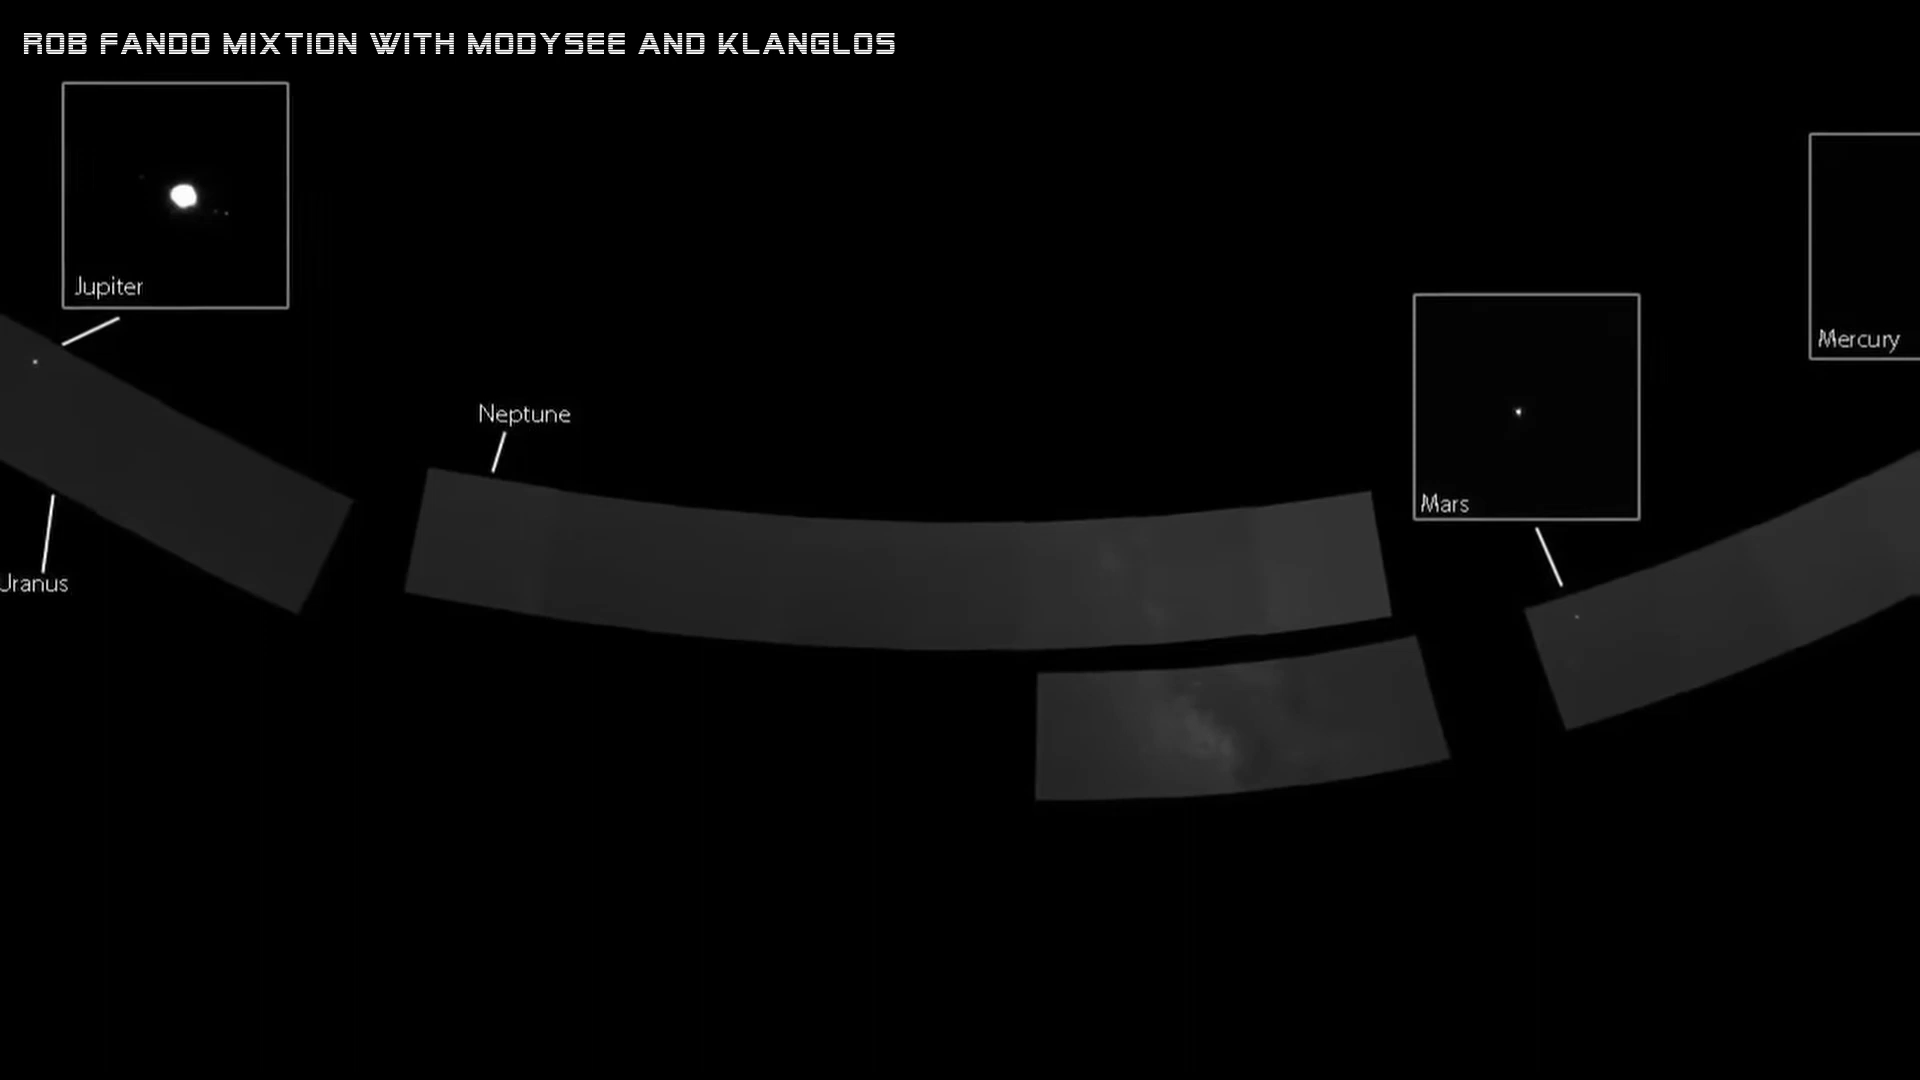 ROB FANDO MIXTION WITH MODYSEE AND KLANGLOS
Jupiter
Mercury
Neptune
Mars
Uranus